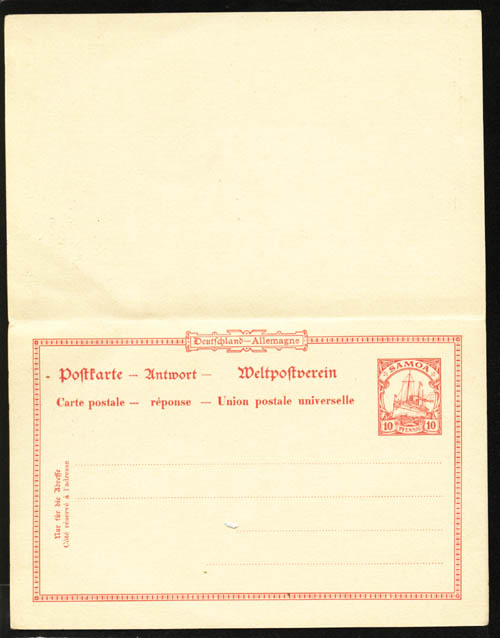 Deutschland—Allemagne
Postkarte — Antwort — Weltpostverein
Carte postale — réponse — Union postale universelle
SAMOA
10 PFENNIG 10
Nur für die Adresse
Côté réservé à l'adresse